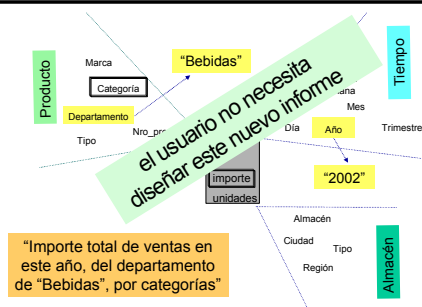 Producto
Marca
Categoría
Departamento
Tipo
"Bebidas"
el usuario no necesita
diseñar este nuevo informe
Tiempo
Mes
Día
Año
Trimestre
"2002"
importe
unidades
Almacén
Ciudad
Tipo
Región
Almacén
"Importe total de ventas en
este año, del departamento
de "Bebidas", por categorías"